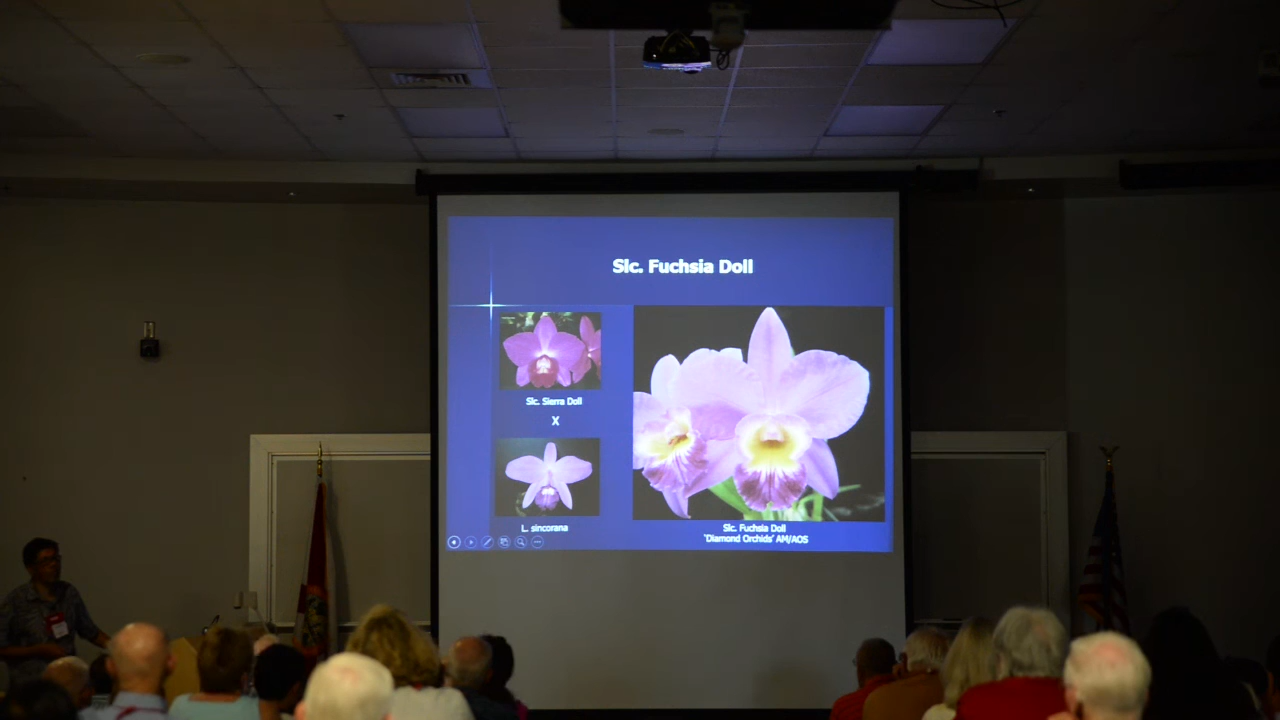 Slc. Fuchsia Doll
Slc. Sierra Doll
X
L. sincorana
Slc. Fuchsia Doll
'Diamond Orchids' AM/AOS